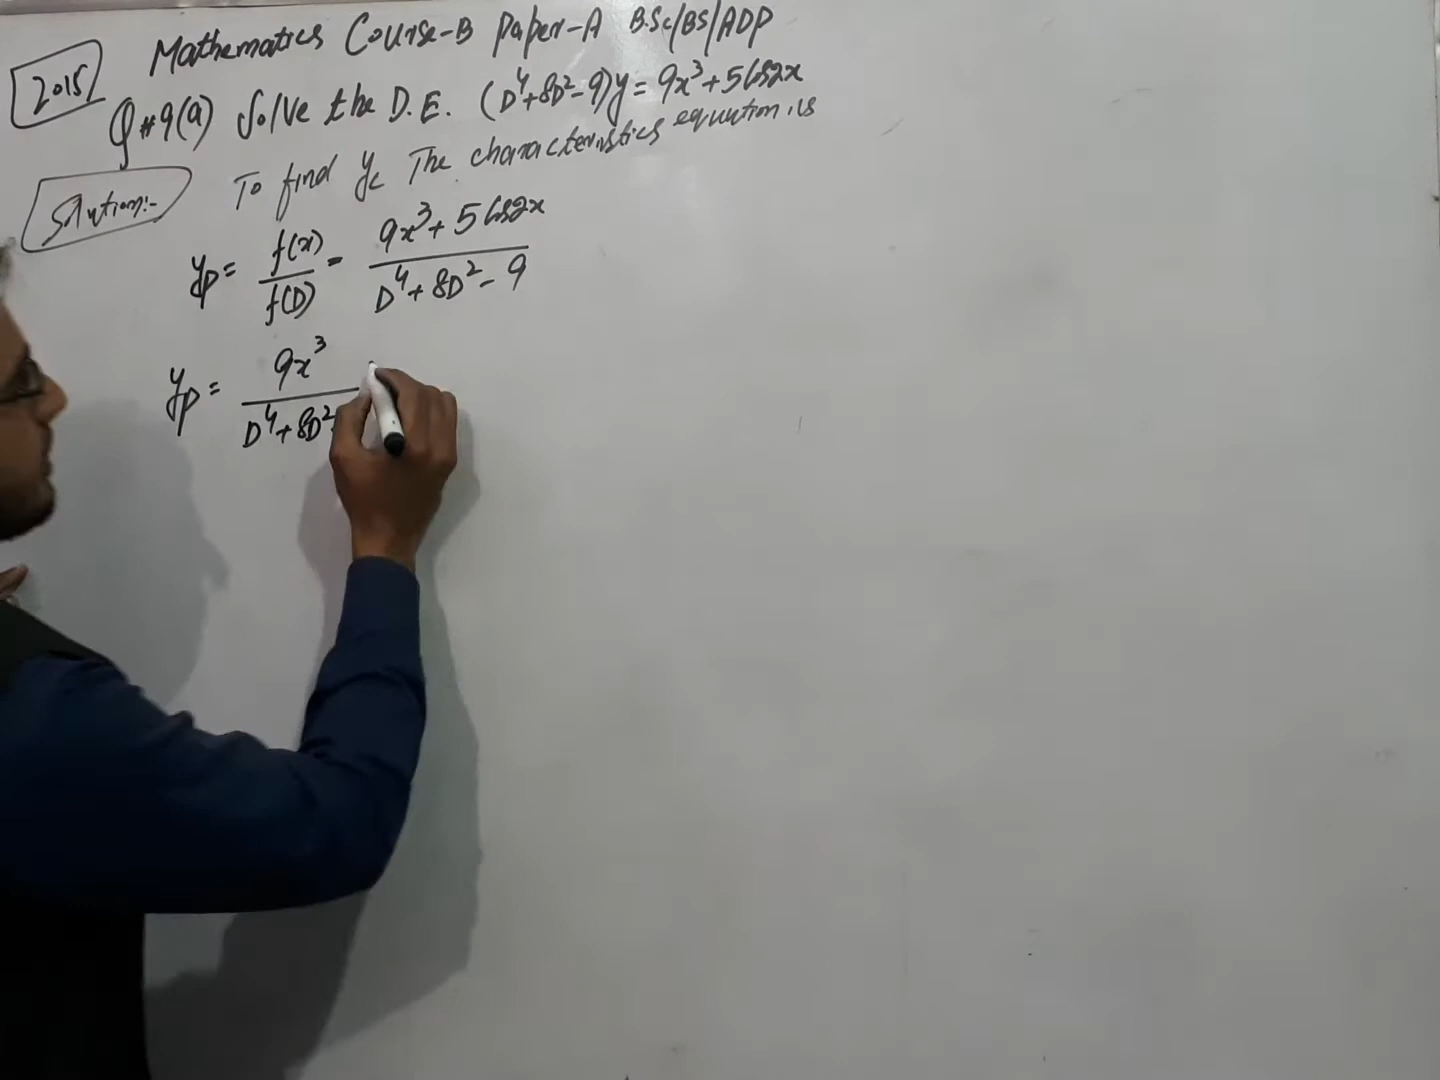 2015
Mathematics Course-B Paper-A B.Sc/BS/ADP
Q#9(a) Solve the D.E. (D⁴+8D²-9)y = 9x³+5Cos2x
Solution:- To find yc The characteristics equation is
yp = f(x)/f(D) = 9x³+5Cos2x / D⁴+8D²-9
yp = 9x³ / D⁴+8D²-